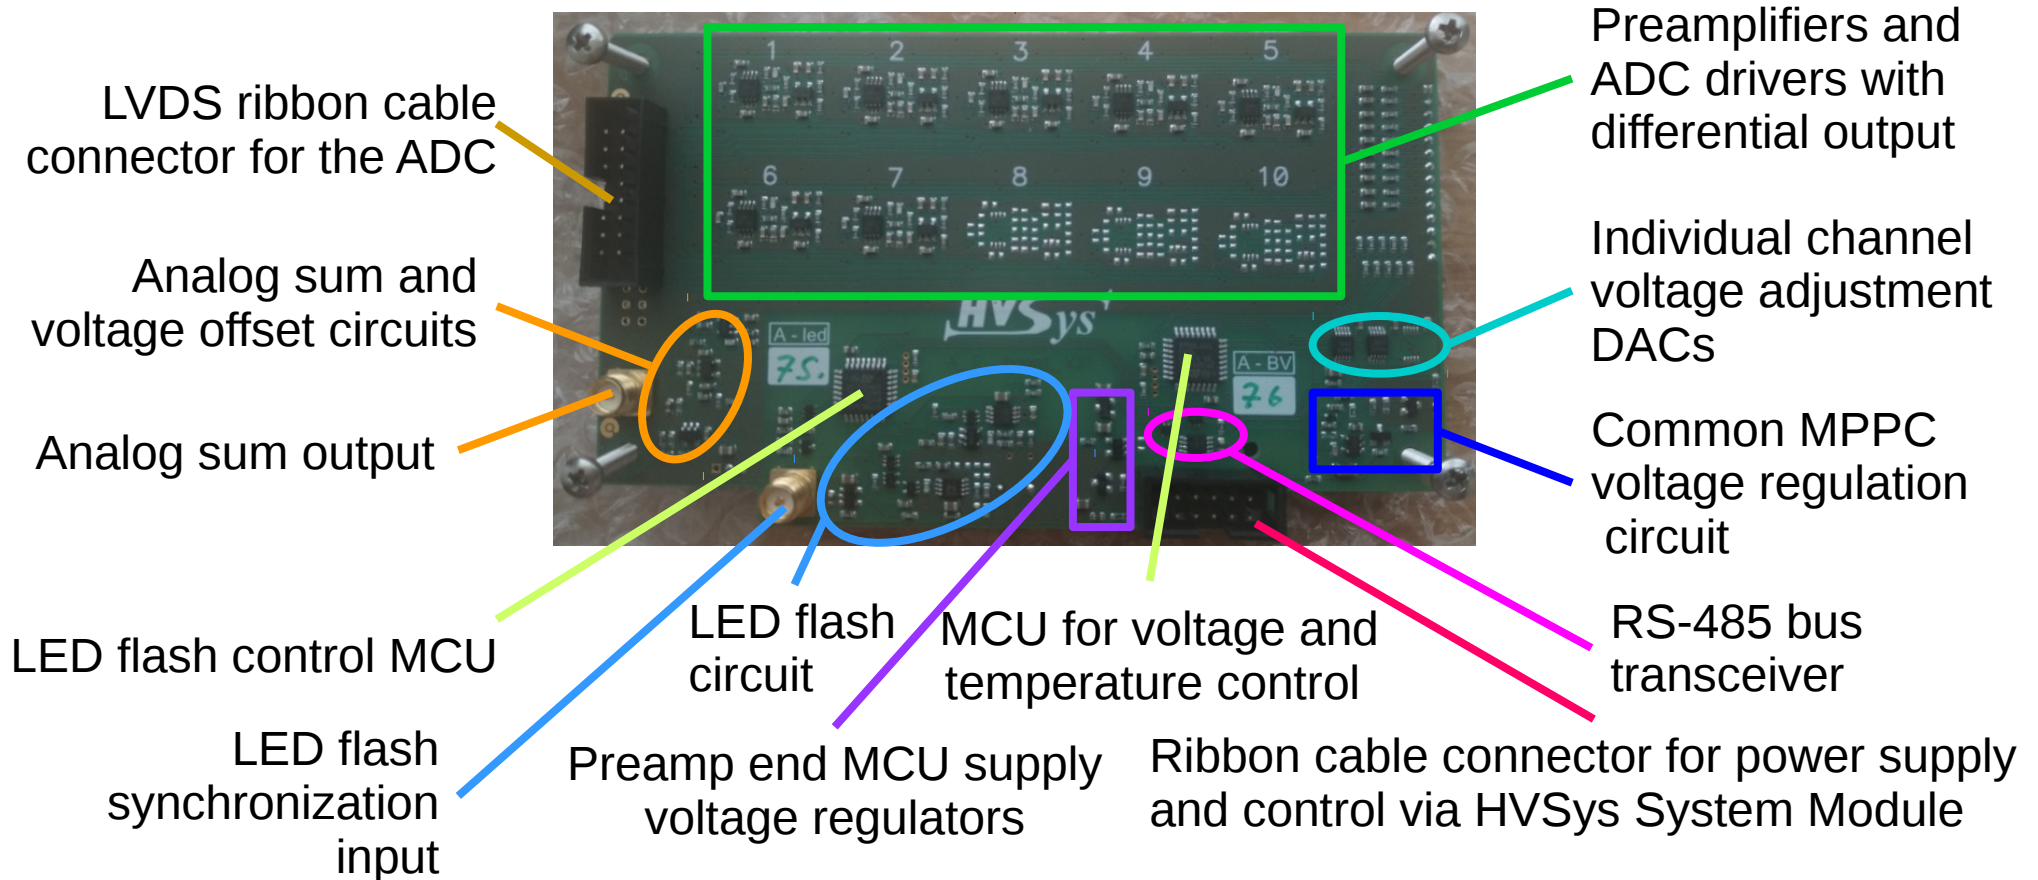 LVDS ribbon cable
connector for the ADC
Analog sum and
voltage offset circuits
Analog sum output
LED flash control MCU
LED flash
synchronization
input
1 2 3 4 5
6 7 8 9 10
HVSys
A - led
75.
A - BV
76
LED flash
circuit
Preamp end MCU supply
voltage regulators
MCU for voltage and
temperature control
Preamplifiers and
ADC drivers with
differential output
Individual channel
voltage adjustment
DACs
Common MPPC
voltage regulation
circuit
RS-485 bus
transceiver
Ribbon cable connector for power supply
and control via HVSys System Module